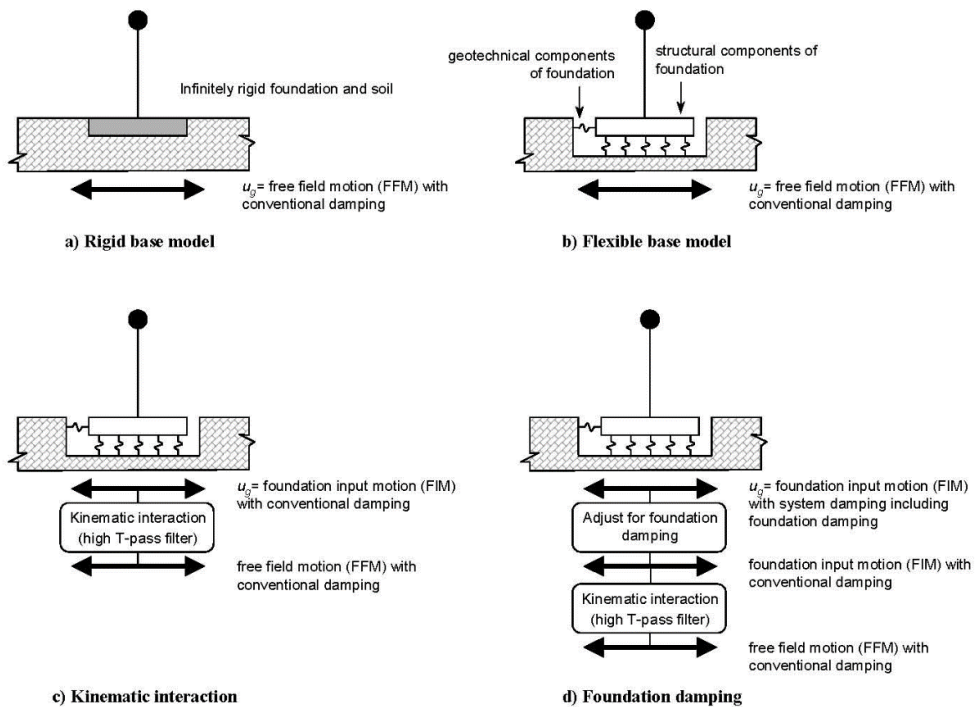 Infinitely rigid foundation and soil
u_g= free field motion (FFM) with
conventional damping
a) Rigid base model
geotechnical components
of foundation
structural components of
foundation
u_g= free field motion (FFM) with
conventional damping
b) Flexible base model
u_g= foundation input motion (FIM)
with conventional damping
Kinematic interaction
(high T-pass filter)
free field motion (FFM) with
conventional damping
c) Kinematic interaction
u_g= foundation input motion (FIM)
with system damping including
foundation damping
Adjust for foundation
damping
foundation input motion (FIM) with
conventional damping
Kinematic interaction
(high T-pass filter)
free field motion (FFM) with
conventional damping
d) Foundation damping